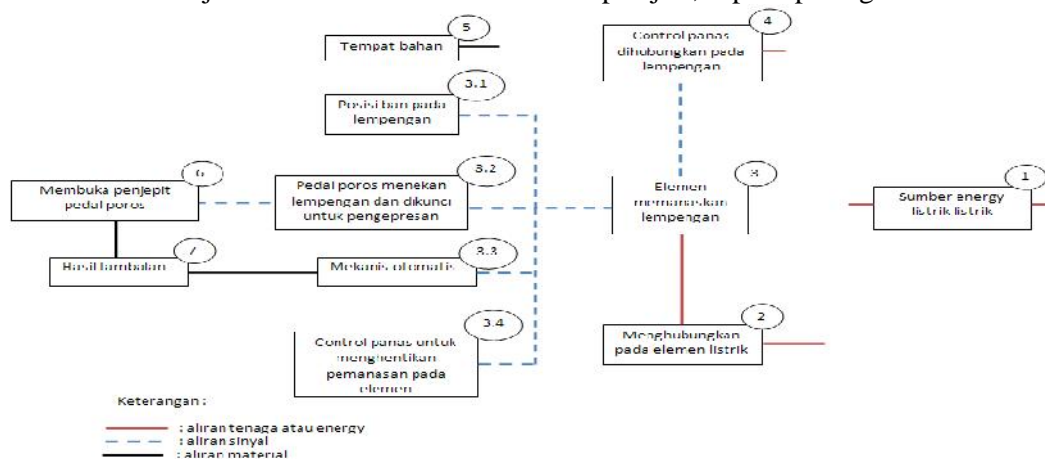 5
Tempat bahan
4
Control panas
dihubungkan pada
lempengan
3.1
Posisi ban pada
lempengan
6
Membuka penjepit
pedal poros
3.2
Pedal poros menekan
lempengan dan dikunci
untuk pengepresan
3
Elemen
memanaskan
lempengan
1
Sumber energy
listrik listrik
7
Hasil tambalan
3.3
Mekanis otomatis
3.4
Control panas untuk
menghentikan
pemanasan pada
elemen
2
Menghubungkan
pada elemen listrik
Keterangan :
: aliran tenaga atau energy
: aliran sinyal
: aliran material